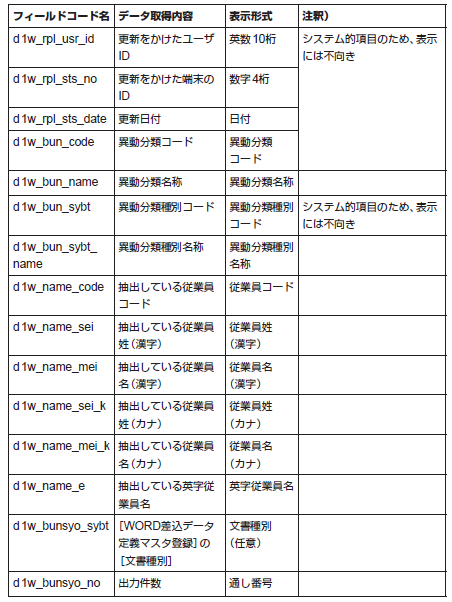 フィールドコード名 データ取得内容 表示形式 注釈）
d1w_rpl_usr_id 更新をかけたユーザ 英数10桁 システム的項目のため、表示
ID には不向き
d1w_rpl_sts_no 更新をかけた端末の 数字4桁
ID
d1w_rpl_sts_date 更新日付 日付
d1w_bun_code 異動分類コード 異動分類
コード
d1w_bun_name 異動分類名称 異動分類名称
d1w_bun_sybt 異動分類種別コード 異動分類種別 システム的項目のため、表示
コード には不向き
d1w_bun_sybt_ 異動分類種別名称 異動分類種別
name 名称
d1w_name_code 抽出している従業員 従業員コード
コード
d1w_name_sei 抽出している従業員 従業員姓
姓（漢字） （漢字）
d1w_name_mei 抽出している従業員 従業員名
名（漢字） （漢字）
d1w_name_sei_k 抽出している従業員 従業員姓
姓（カナ） （カナ）
d1w_name_mei_k 抽出している従業員 従業員名
名（カナ） （カナ）
d1w_name_e 抽出している英字従 英字従業員名
業員名
d1w_bunsyo_sybt ［WORD差込データ 文書種別
定義マスタ登録］の （任意）
［文書種別］
d1w_bunsyo_no 出力件数 通し番号